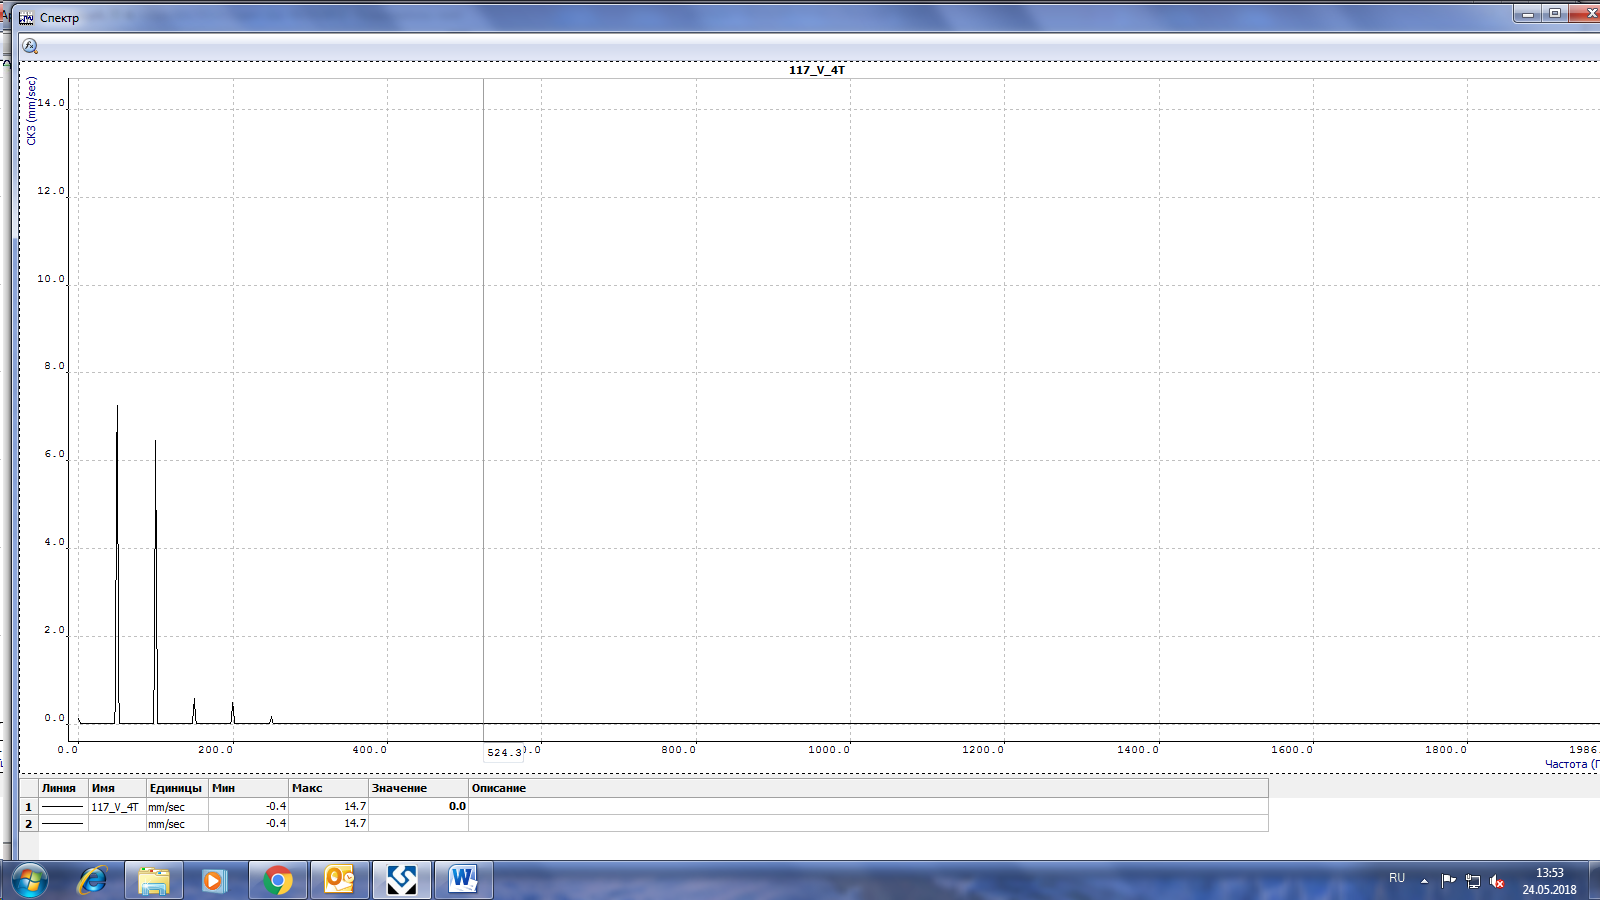 Спектр
117_V_4T
СКЗ (mm/sec)
14.0
12.0
10.0
8.0
6.0
4.0
2.0
0.0
0.0 200.0 400.0 524.3 800.0 1000.0 1200.0 1400.0 1600.0 1800.0 1986.
Частота (Г
Линия Имя Единицы Мин Макс Значение Описание
1 117_V_4T mm/sec -0.4 14.7 0.0
2 mm/sec -0.4 14.7
RU 13:53
24.05.2018